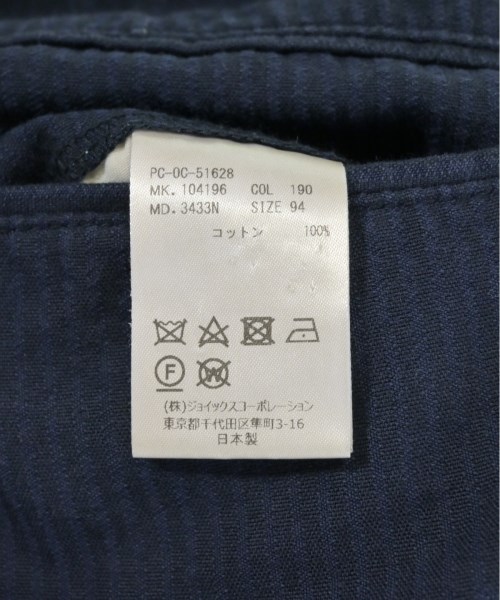 PC-OC-51628
MK. 104196 COL 190
MD. 3433N SIZE 94
コットン 100%
F W
(株)ジョイックスコーポレーション
東京都千代田区隼町3-16
日本製